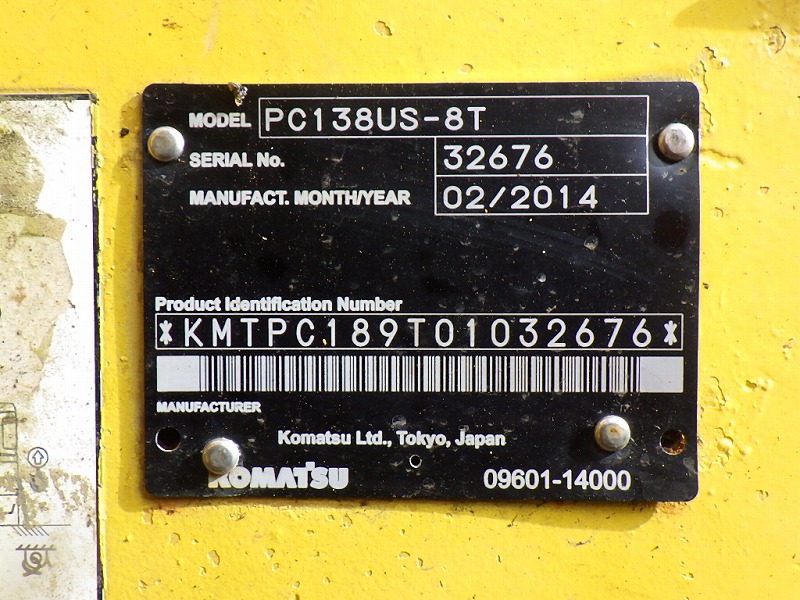 MODEL PC138US-8T
SERIAL No. 32676
MANUFACT. MONTH/YEAR 02/2014
Product Identification Number
*KMTPC189T01032676*
MANUFACTURER
Komatsu Ltd., Tokyo, Japan
KOMATSU 09601-14000